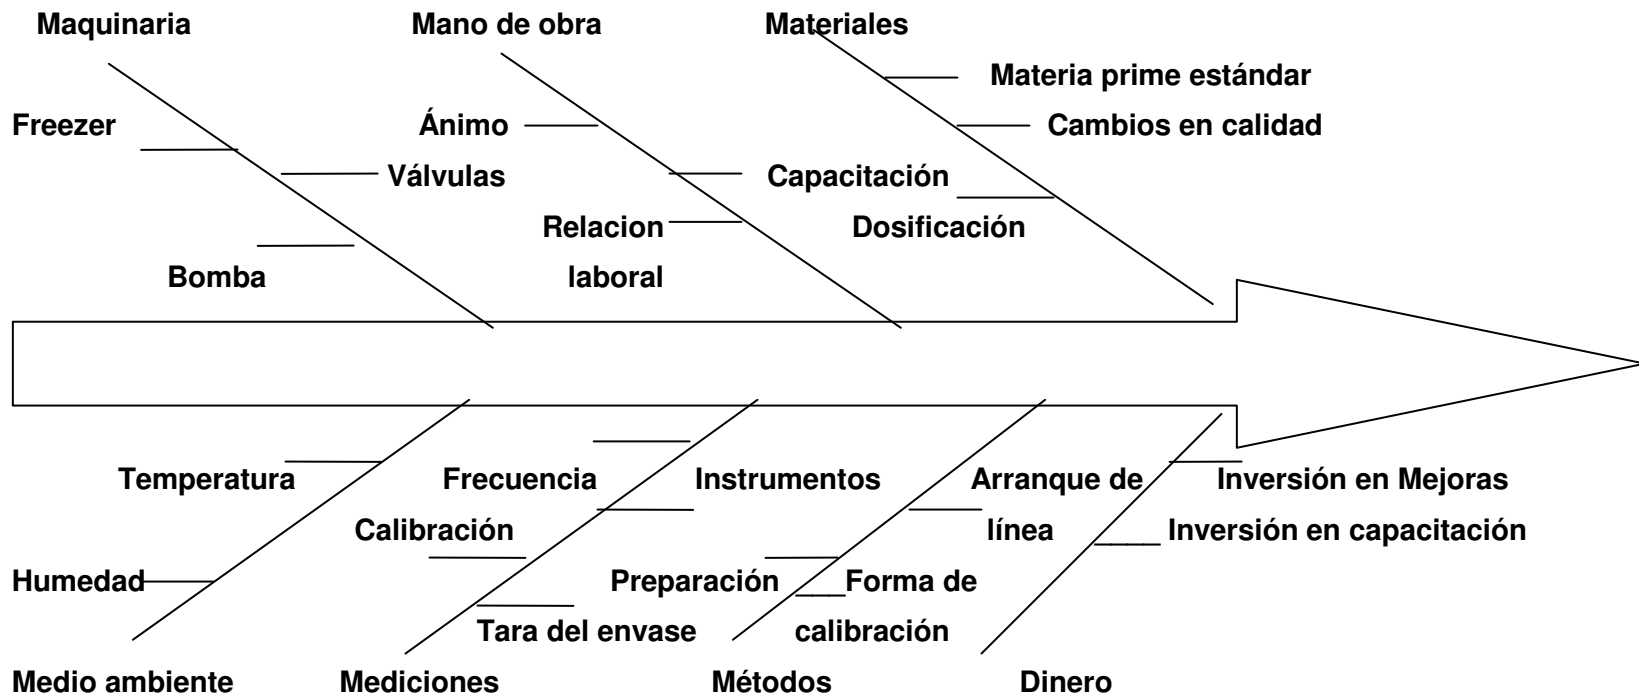 Maquinaria
Mano de obra
Materiales
Materia prime estándar
Freezer
Ánimo
Cambios en calidad
Válvulas
Capacitación
Relacion
laboral
Dosificación
Bomba
Temperatura
Frecuencia
Instrumentos
Arranque de
línea
Inversión en Mejoras
Calibración
Inversión en capacitación
Humedad
Preparación
Forma de
calibración
Tara del envase
Medio ambiente
Mediciones
Métodos
Dinero